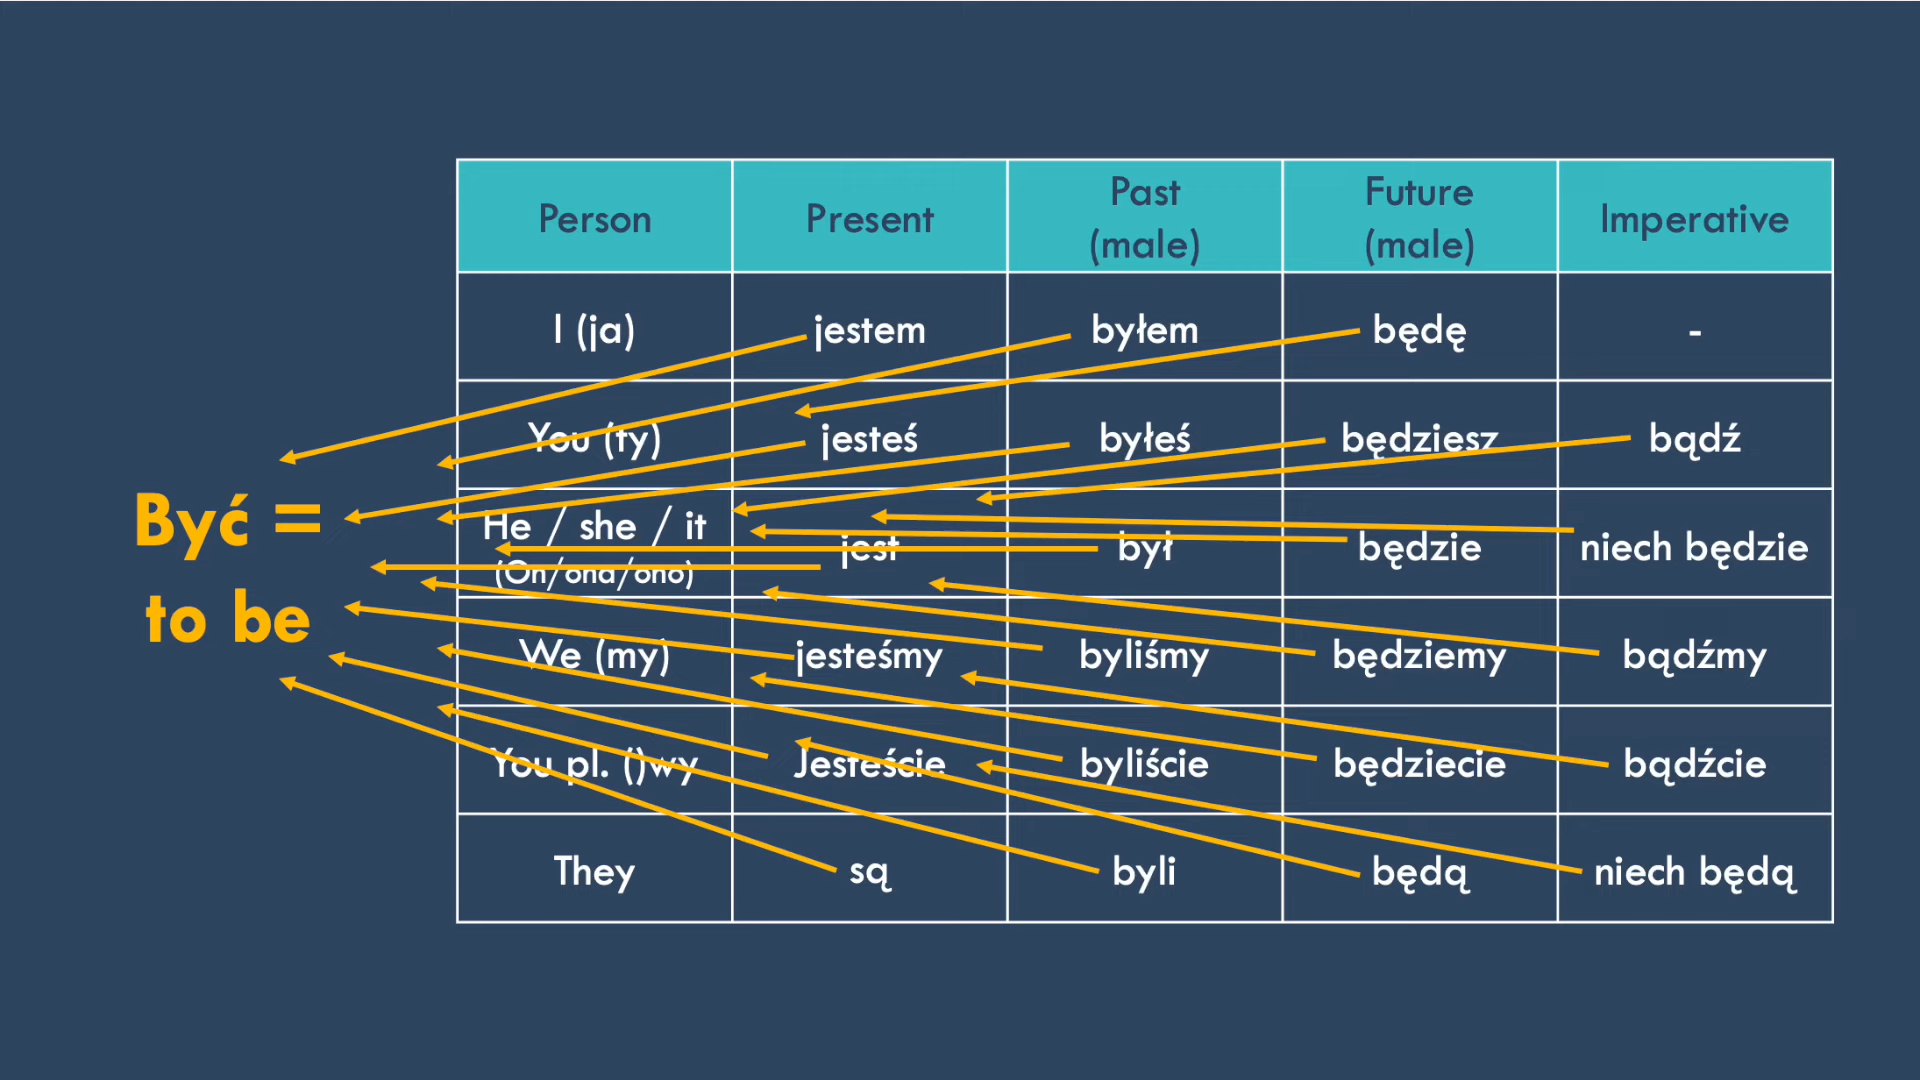 Być =
to be
Person Present Past (male) Future (male) Imperative
I (ja) jestem byłem będę -
You (ty) jesteś byłeś będziesz bądź
He / she / it (On/ona/ono) jest był będzie niech będzie
We (my) jesteśmy byliśmy będziemy bądźmy
You pl. ()wy Jesteście byliście będziecie bądźcie
They są byli będą niech będą